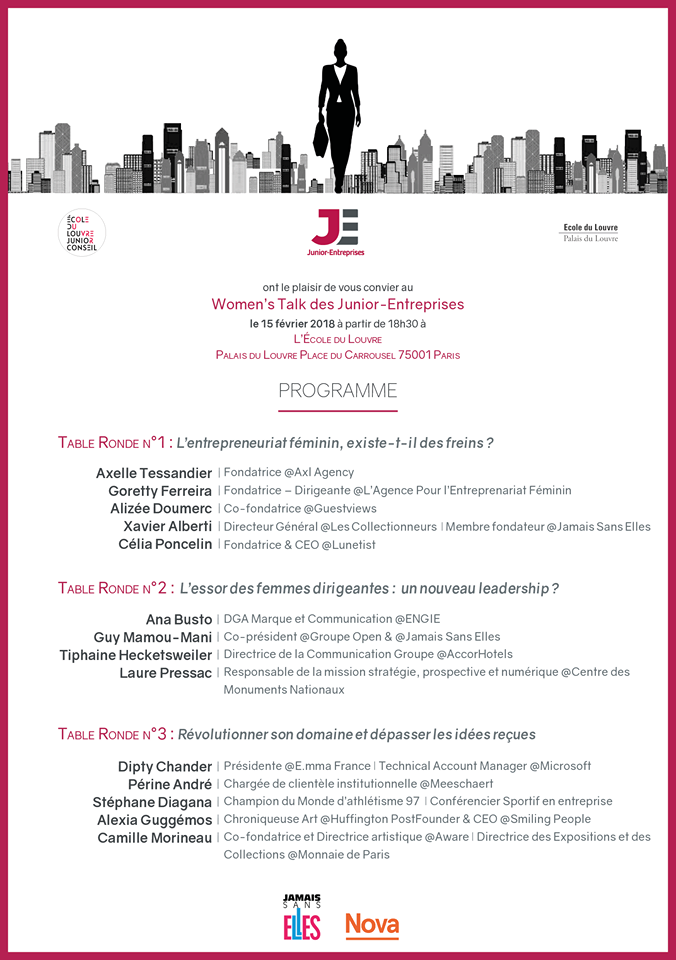 ÉCOLE
DU
LOUVRE
JUNIOR
CONSEIL
JE
Junior-Entreprises
Ecole du Louvre
Palais du Louvre
ont le plaisir de vous convier au
Women's Talk des Junior-Entreprises
le 15 février 2018 à partir de 18h30 à
L'École du Louvre
Palais du Louvre Place du Carrousel 75001 Paris
PROGRAMME
Table Ronde n°1 : L'entrepreneuriat féminin, existe-t-il des freins ?
Axelle Tessandier | Fondatrice @Axl Agency
Goretty Ferreira | Fondatrice – Dirigeante @L'Agence Pour l'Entreprenariat Féminin
Alizée Doumerc | Co-fondatrice @Guestviews
Xavier Alberti | Directeur Général @Les Collectionneurs | Membre fondateur @Jamais Sans Elles
Célia Poncelin | Fondatrice & CEO @Lunetist
Table Ronde n°2 : L'essor des femmes dirigeantes : un nouveau leadership ?
Ana Busto | DGA Marque et Communication @ENGIE
Guy Mamou-Mani | Co-président @Groupe Open & @Jamais Sans Elles
Tiphaine Hecketsweiler | Directrice de la Communication Groupe @AccorHotels
Laure Pressac | Responsable de la mission stratégie, prospective et numérique @Centre des
Monuments Nationaux
Table Ronde n°3 : Révolutionner son domaine et dépasser les idées reçues
Dipty Chander | Présidente @E.mma France | Technical Account Manager @Microsoft
Périne André | Chargée de clientèle institutionnelle @Meeschaert
Stéphane Diagana | Champion du Monde d'athlétisme 97 | Conférencier Sportif en entreprise
Alexia Guggémos | Chroniqueuse Art @Huffington PostFounder & CEO @Smiling People
Camille Morineau | Co-fondatrice et Directrice artistique @Aware | Directrice des Expositions et des
Collections @Monnaie de Paris
JAMAIS
SANS
ELLES
Nova